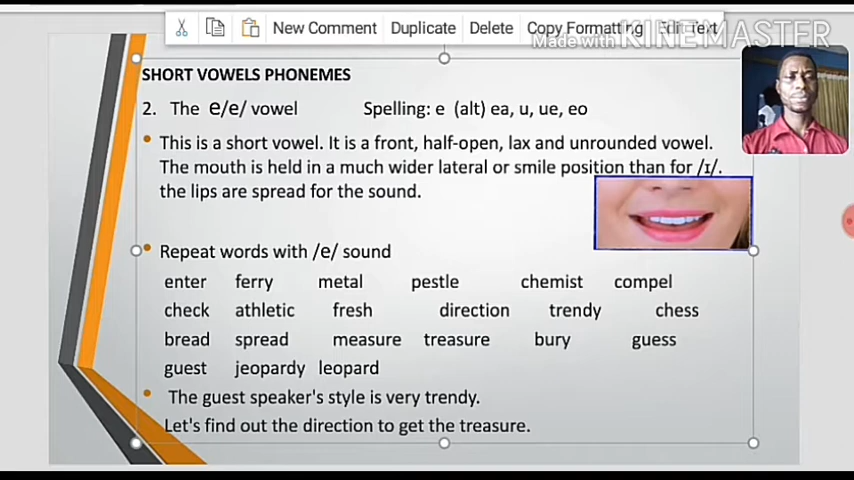 New Comment Duplicate Delete Copy Formatting Edit Text
Made with KINEMASTER
SHORT VOWELS PHONEMES
2. The e/e/ vowel Spelling: e (alt) ea, u, ue, eo
• This is a short vowel. It is a front, half-open, lax and unrounded vowel.
The mouth is held in a much wider lateral or smile position than for /ɪ/.
the lips are spread for the sound.
• Repeat words with /e/ sound
enter ferry metal pestle chemist compel
check athletic fresh direction trendy chess
bread spread measure treasure bury guess
guest jeopardy leopard
• The guest speaker's style is very trendy.
Let's find out the direction to get the treasure.